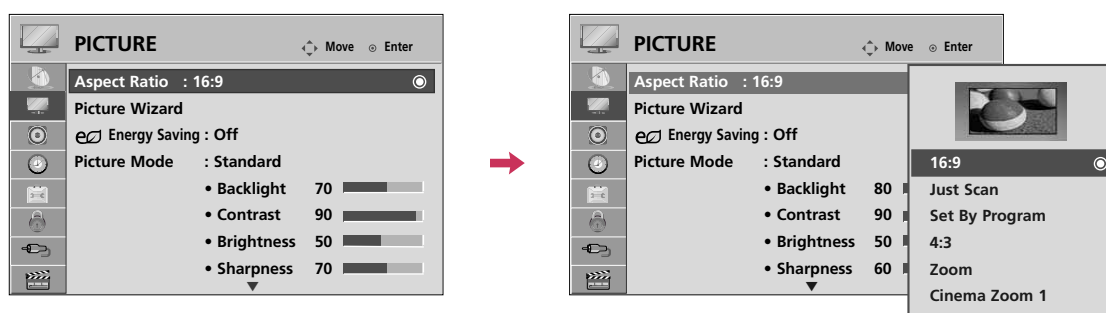 PICTURE Move Enter
Aspect Ratio : 16:9
Picture Wizard
Energy Saving : Off
Picture Mode : Standard
• Backlight 70
• Contrast 90
• Brightness 50
• Sharpness 70
PICTURE Move Enter
Aspect Ratio : 16:9
Picture Wizard
Energy Saving : Off
Picture Mode : Standard
• Backlight 80
• Contrast 90
• Brightness 50
• Sharpness 60
16:9
Just Scan
Set By Program
4:3
Zoom
Cinema Zoom 1